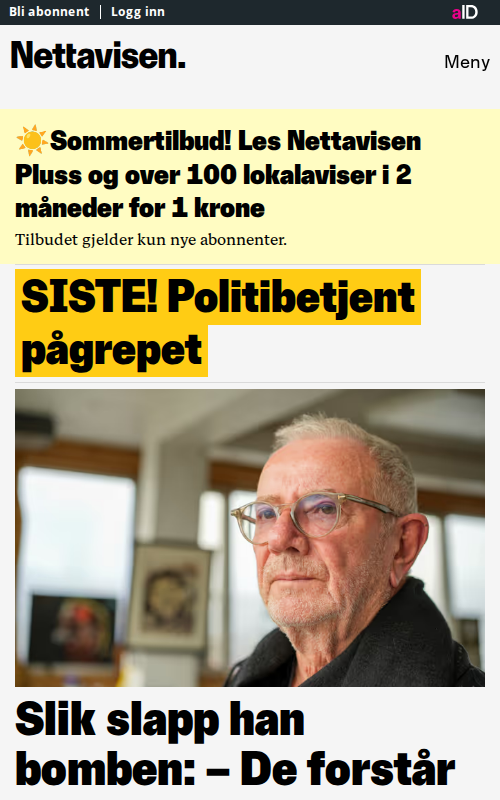 Bli abonnent | Logg inn
aID
Nettavisen.
Meny
☀️Sommertilbud! Les Nettavisen
Pluss og over 100 lokalaviser i 2
måneder for 1 krone
Tilbudet gjelder kun nye abonnenter.
SISTE! Politibetjent
pågrepet
Slik slapp han
bomben: – De forstår